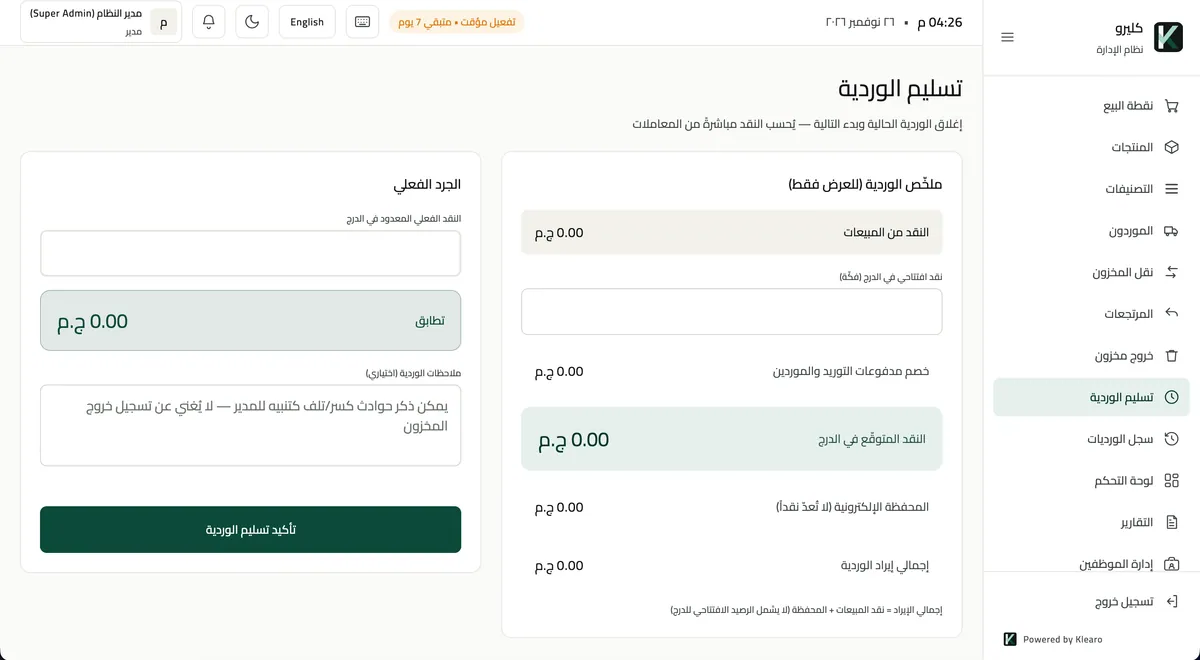 كليرو
نظام الإدارة
04:26 م • ٢٦ نوفمبر ٢٠٢٦
تفعيل مؤقت • متبقي 7 يوم
English
م
مدير النظام (Super Admin)
مدير
نقطة البيع
المنتجات
التصنيفات
الموردون
نقل المخزون
المرتجعات
خروج مخزون
تسليم الوردية
سجل الورديات
لوحة التحكم
التقارير
إدارة الموظفين
تسجيل خروج
Powered by Klearo
تسليم الوردية
إغلاق الوردية الحالية وبدء التالية — يُحسب النقد مباشرةً من المعاملات
ملخّص الوردية (للعرض فقط)
النقد من المبيعات 0.00 ج.م
نقد افتتاحي في الدرج (فكّة)
خصم مدفوعات التوريد والموردين 0.00 ج.م
النقد المتوقّع في الدرج 0.00 ج.م
المحفظة الإلكترونية (لا تُعدّ نقداً) 0.00 ج.م
إجمالي إيراد الوردية 0.00 ج.م
إجمالي الإيراد = نقد المبيعات + المحفظة (لا يشمل الرصيد الافتتاحي للدرج)
الجرد الفعلي
النقد الفعلي المعدود في الدرج
تطابق 0.00 ج.م
ملاحظات الوردية (اختياري)
يمكن ذكر حوادث كسر/تلف كتنبيه للمدير — لا يُغني عن تسجيل خروج
المخزون
تأكيد تسليم الوردية